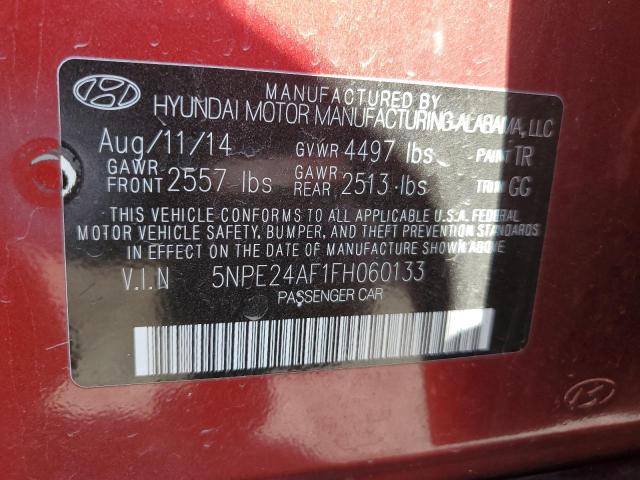 MANUFACTURED BY
HYUNDAI MOTOR MANUFACTURING ALABAMA, LLC
Aug/11/14 GVWR 4497 lbs PAINT TR
GAWR FRONT 2557 lbs GAWR REAR 2513 lbs TRIM GG
THIS VEHICLE CONFORMS TO ALL APPLICABLE U.S.A. FEDERAL
MOTOR VEHICLE SAFETY, BUMPER, AND THEFT PREVENTION STANDARDS
IN EFFECT ON THE DATE OF MANUFACTURE SHOWN ABOVE.
V.I.N 5NPE24AF1FH060133
PASSENGER CAR